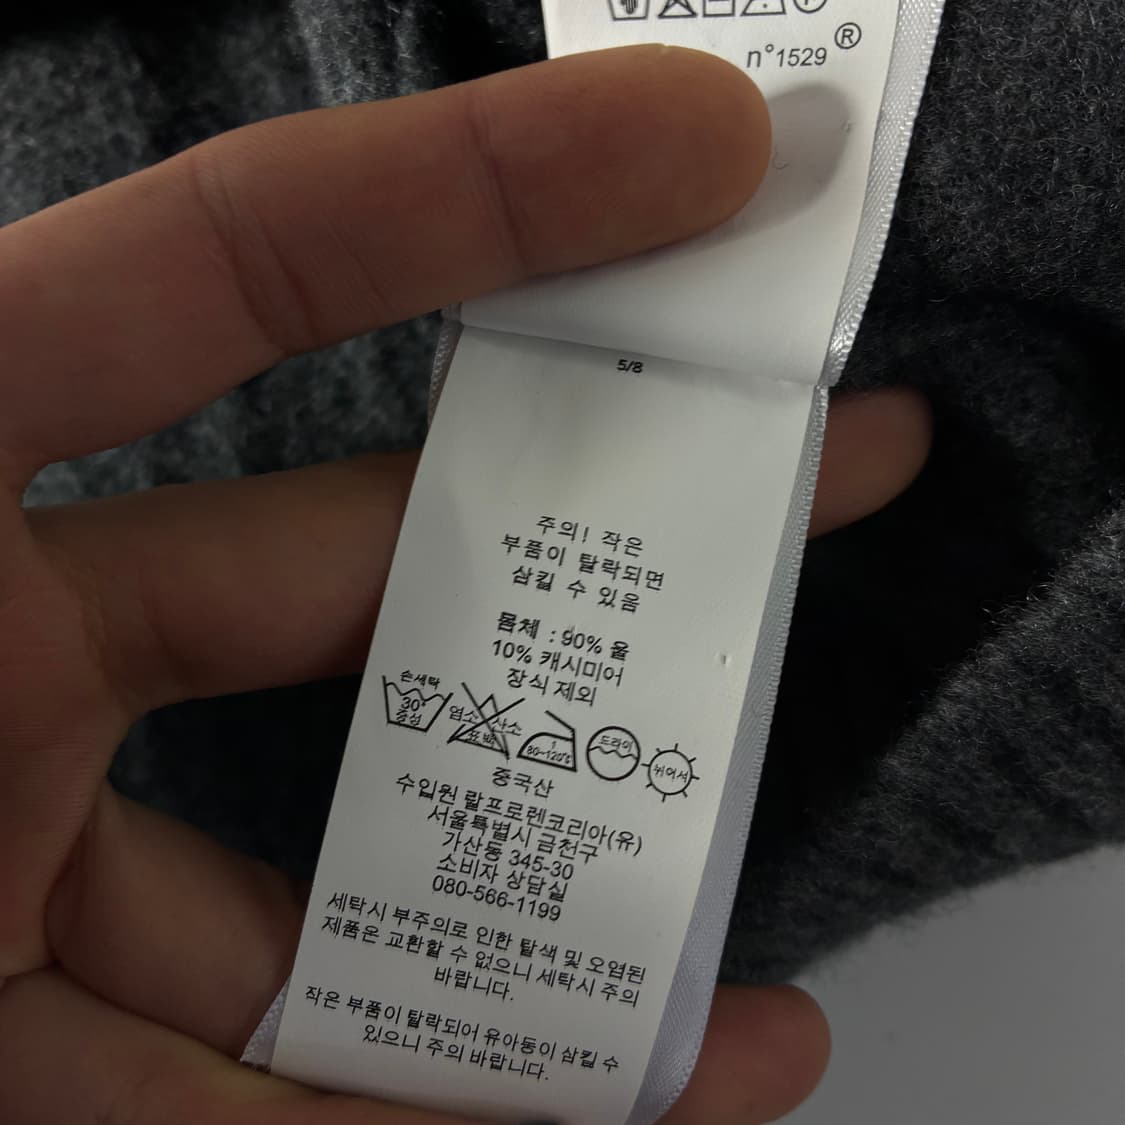 n°1529 ®
5/8
주의! 작은
부품이 탈락되면
삼킬 수 있음
몸체 : 90% 울
10% 캐시미어
장식 제외
손세탁
30°
중성
염소 산소
표백
80~120℃
드라이
뉘어서
중국산
수입원 랄프로렌코리아(유)
서울특별시 금천구
가산동 345-30
소비자 상담실
080-566-1199
세탁시 부주의로 인한 탈색 및 오염된
제품은 교환할 수 없으니 세탁시 주의
바랍니다.
작은 부품이 탈락되어 유아동이 삼킬 수
있으니 주의 바랍니다.